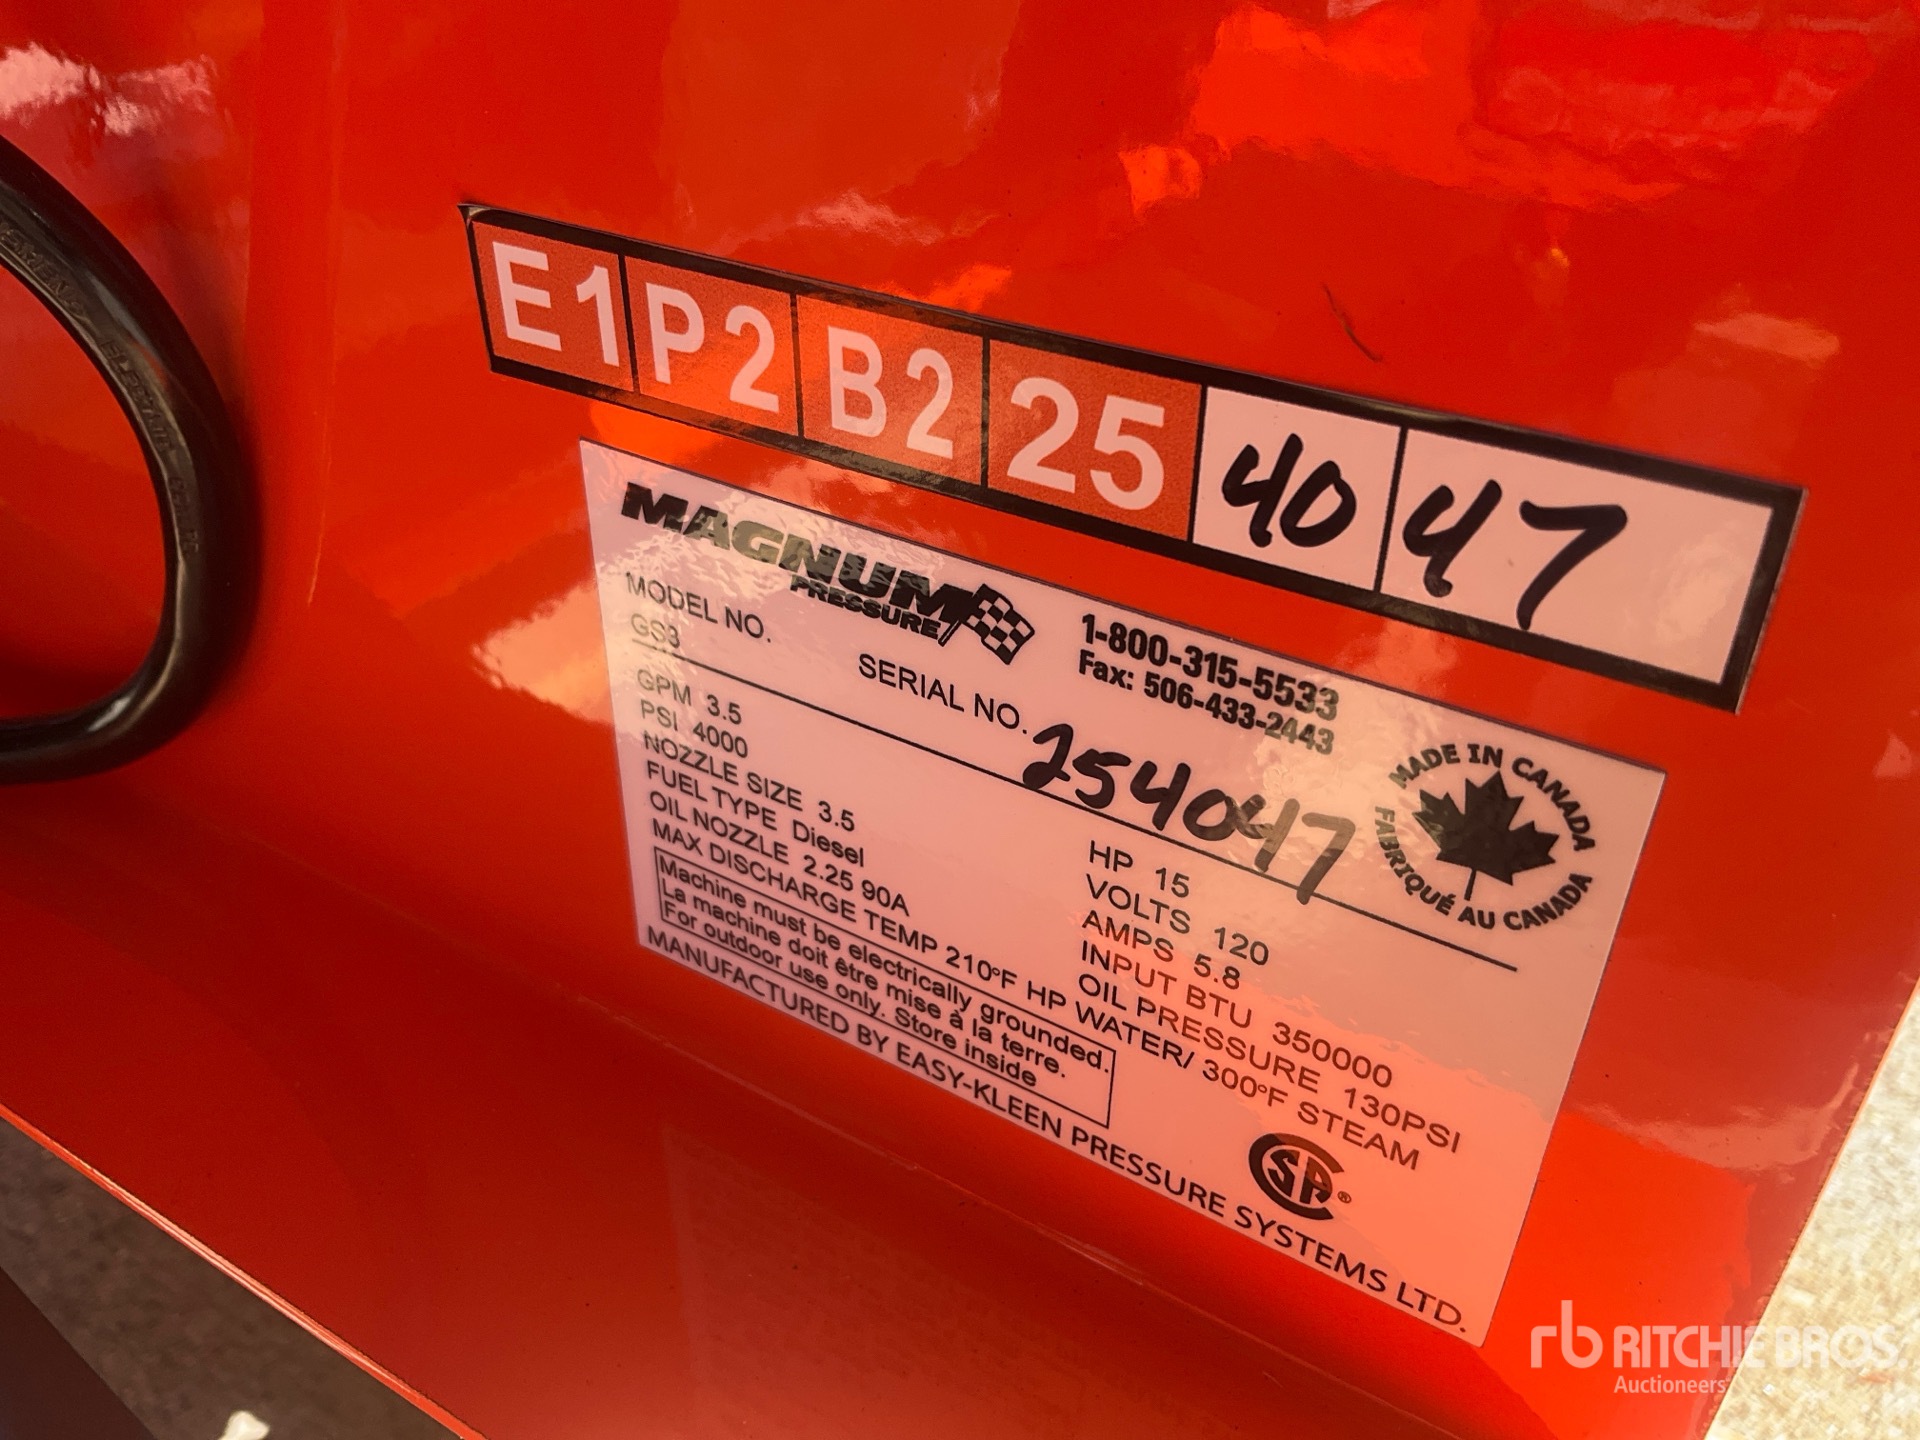 E1 P2 B2 25 40 47
MAGNUM
PRESSURE
1-800-315-5533
Fax: 506-433-2443
MODEL NO.
GS3
SERIAL NO. 254047
MADE IN CANADA
FABRIQUÉ AU CANADA
GPM 3.5
PSI 4000
NOZZLE SIZE 3.5
FUEL TYPE Diesel
OIL NOZZLE 2.25 90A
MAX DISCHARGE TEMP 210°F HP WATER/ 300°F STEAM
HP 15
VOLTS 120
AMPS 5.8
INPUT BTU 350000
OIL PRESSURE 130PSI
Machine must be electrically grounded.
La machine doit être mise à la terre.
For outdoor use only. Store inside
CSA ®
MANUFACTURED BY EASY-KLEEN PRESSURE SYSTEMS LTD.
rb RITCHIE BROS.
Auctioneers